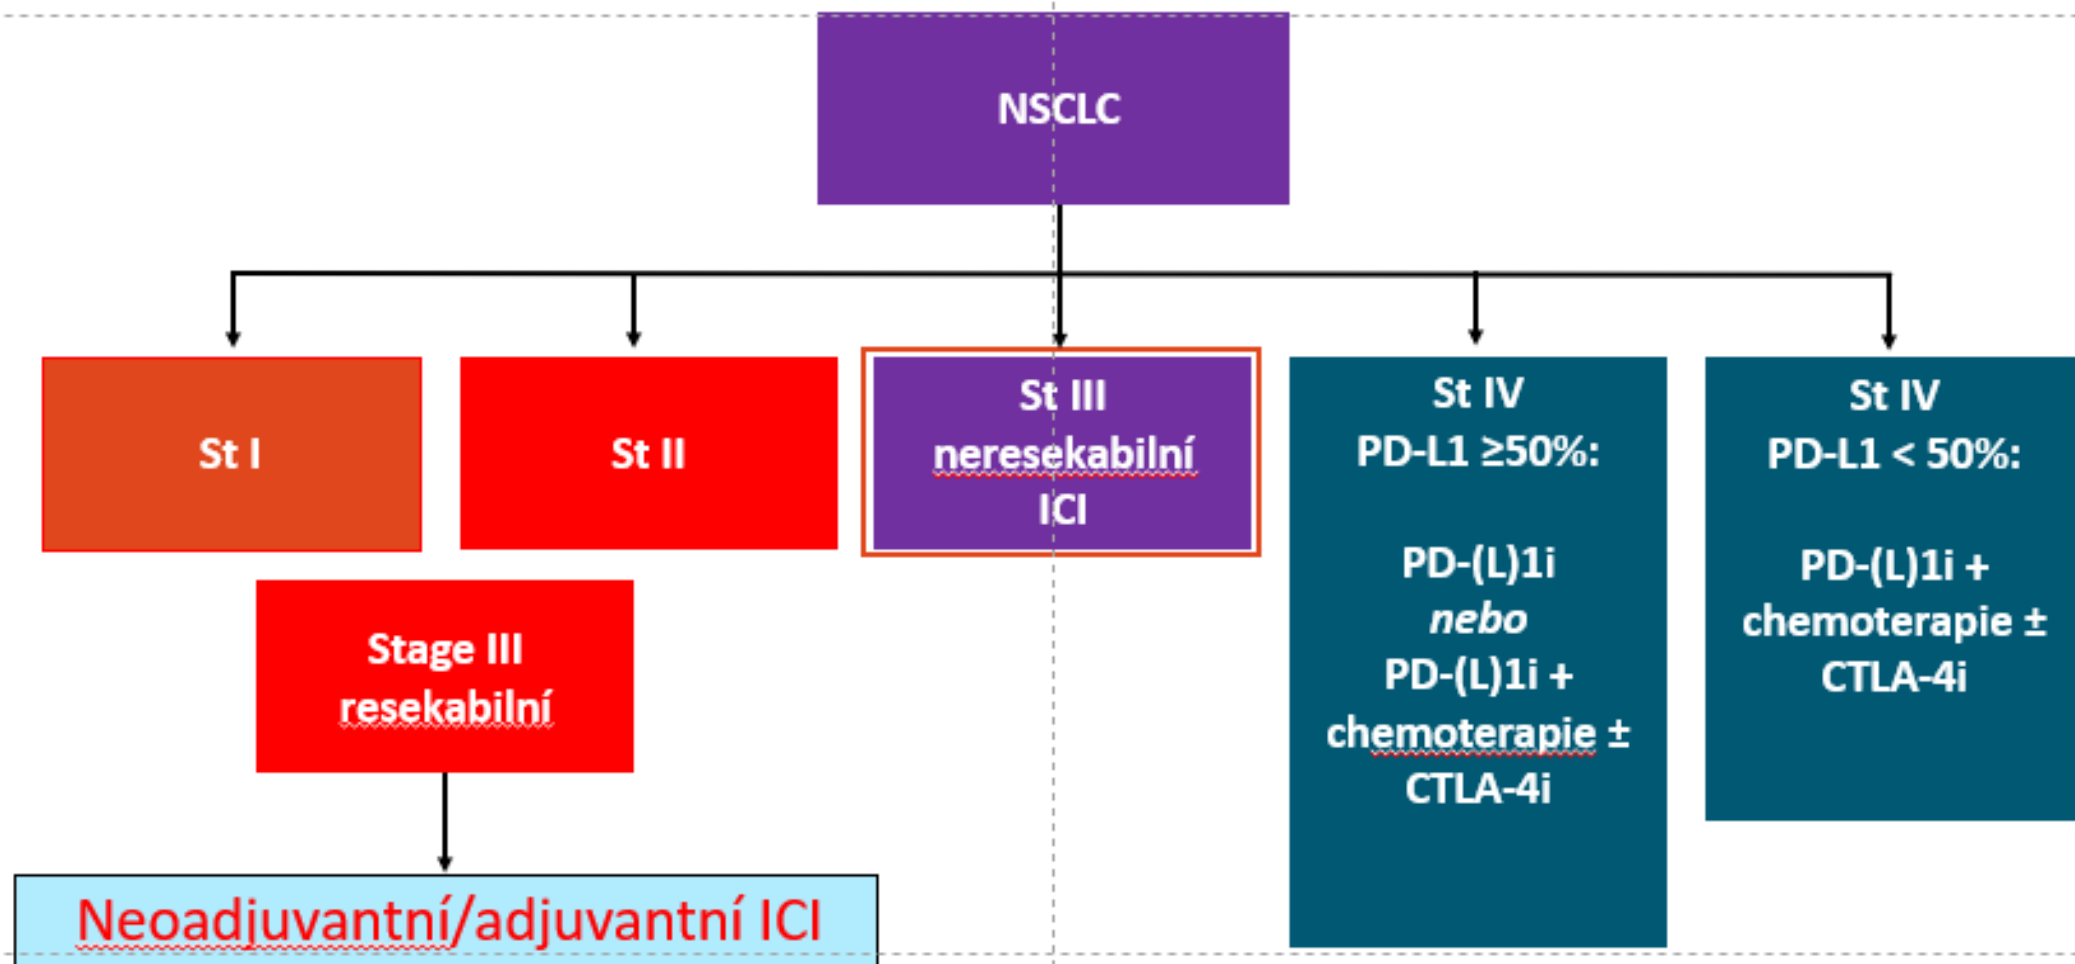 NSCLC
St I
St II
St III
neresekabilní
ICI
St IV
PD-L1 ≥50%:
PD-(L)1i
nebo
PD-(L)1i +
chemoterapie ±
CTLA-4i
St IV
PD-L1 < 50%:
PD-(L)1i +
chemoterapie ±
CTLA-4i
Stage III
resekabilní
Neoadjuvantní/adjuvantní ICI